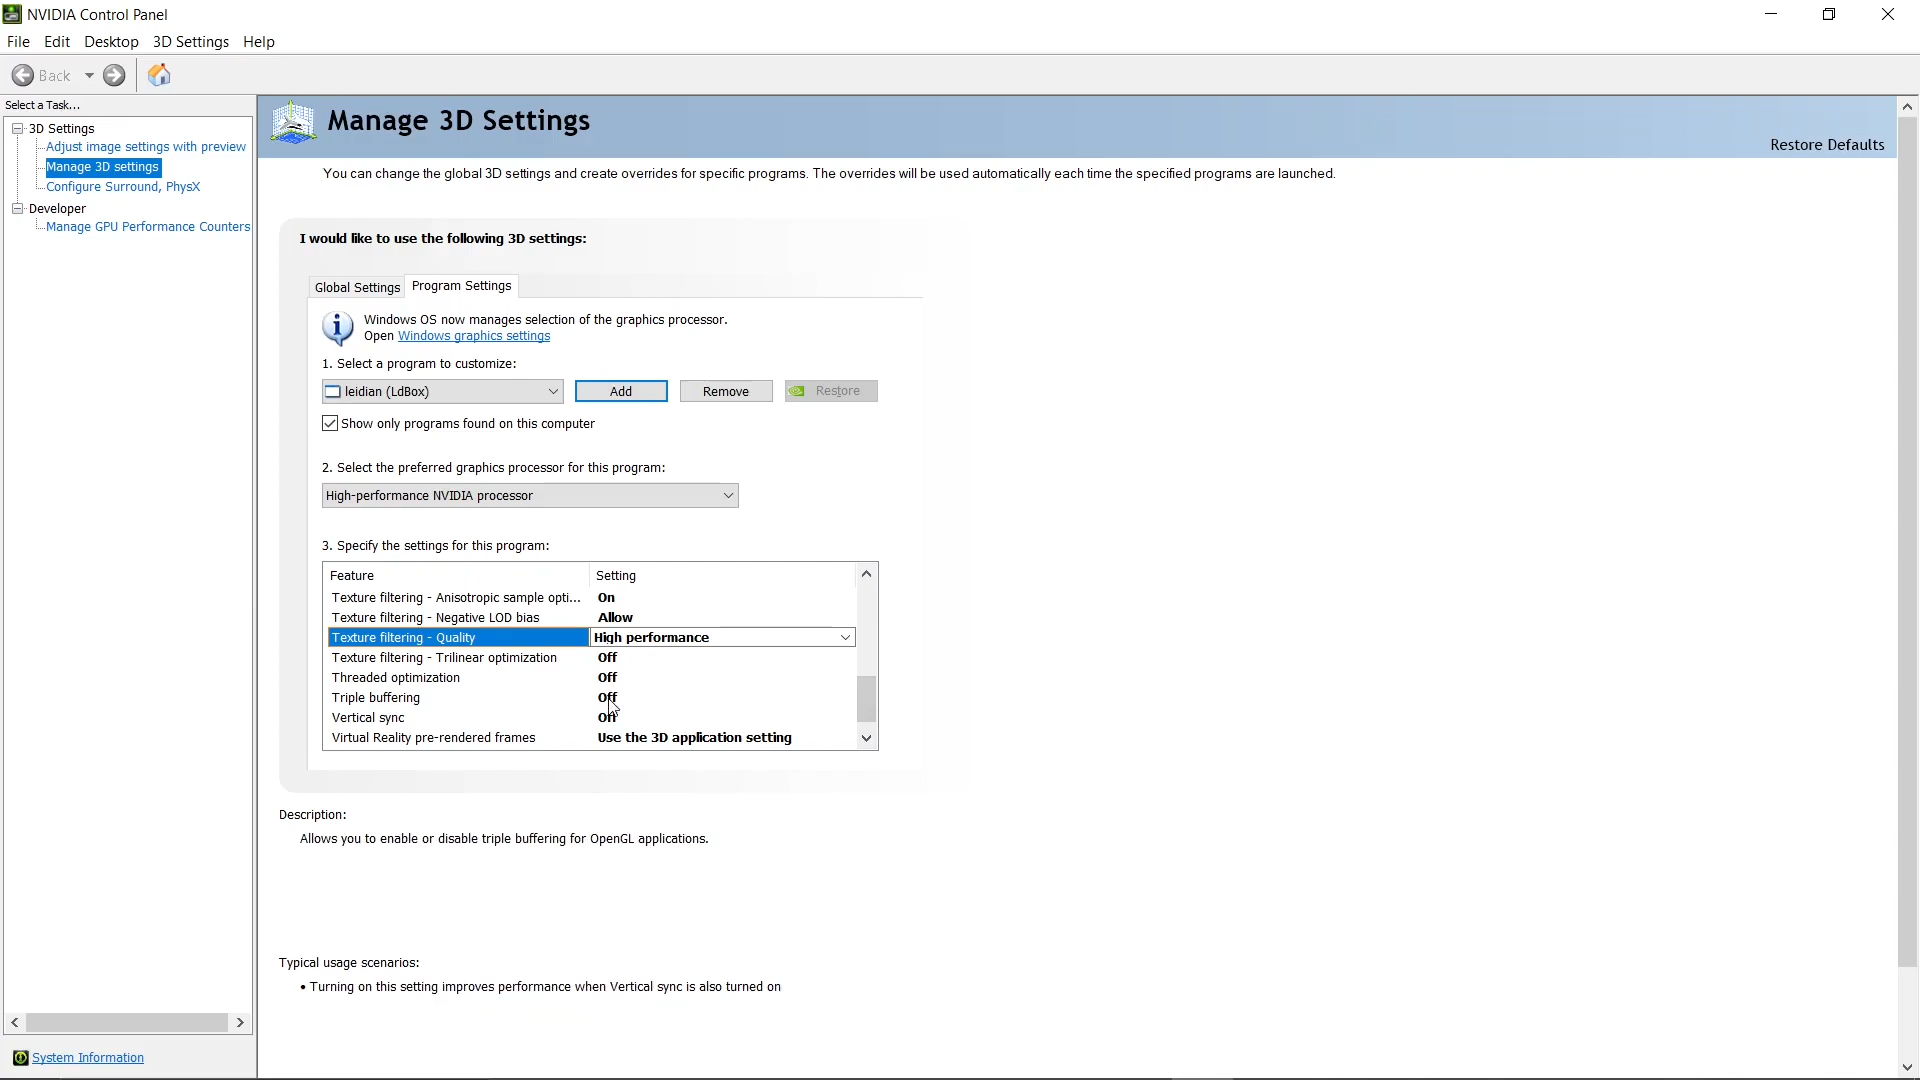 NVIDIA Control Panel
File Edit Desktop 3D Settings Help
Back
Select a Task...
3D Settings
Adjust image settings with preview
Manage 3D settings
Configure Surround, PhysX
Developer
Manage GPU Performance Counters
System Information
Manage 3D Settings
Restore Defaults
You can change the global 3D settings and create overrides for specific programs. The overrides will be used automatically each time the specified programs are launched.
I would like to use the following 3D settings:
Global Settings Program Settings
Windows OS now manages selection of the graphics processor.
Open Windows graphics settings
1. Select a program to customize:
leidian (LdBox) Add Remove Restore
Show only programs found on this computer
2. Select the preferred graphics processor for this program:
High-performance NVIDIA processor
3. Specify the settings for this program:
Feature Setting
Texture filtering - Anisotropic sample opti... On
Texture filtering - Negative LOD bias Allow
Texture filtering - Quality High performance
Texture filtering - Trilinear optimization Off
Threaded optimization Off
Triple buffering Off
Vertical sync Off
Virtual Reality pre-rendered frames Use the 3D application setting
Description:
Allows you to enable or disable triple buffering for OpenGL applications.
Typical usage scenarios:
• Turning on this setting improves performance when Vertical sync is also turned on